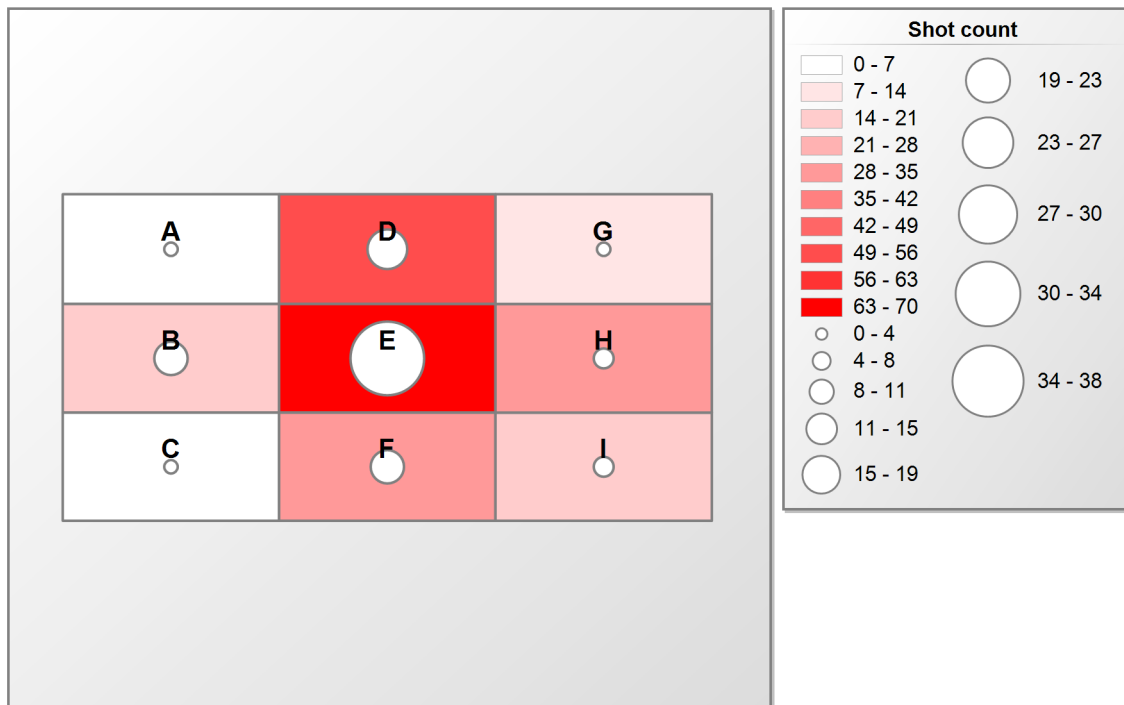 Shot count
0 - 7
7 - 14
14 - 21
21 - 28
28 - 35
35 - 42
42 - 49
49 - 56
56 - 63
63 - 70
0 - 4
4 - 8
8 - 11
11 - 15
15 - 19
19 - 23
23 - 27
27 - 30
30 - 34
34 - 38
A
D
G
B
E
H
C
F
I